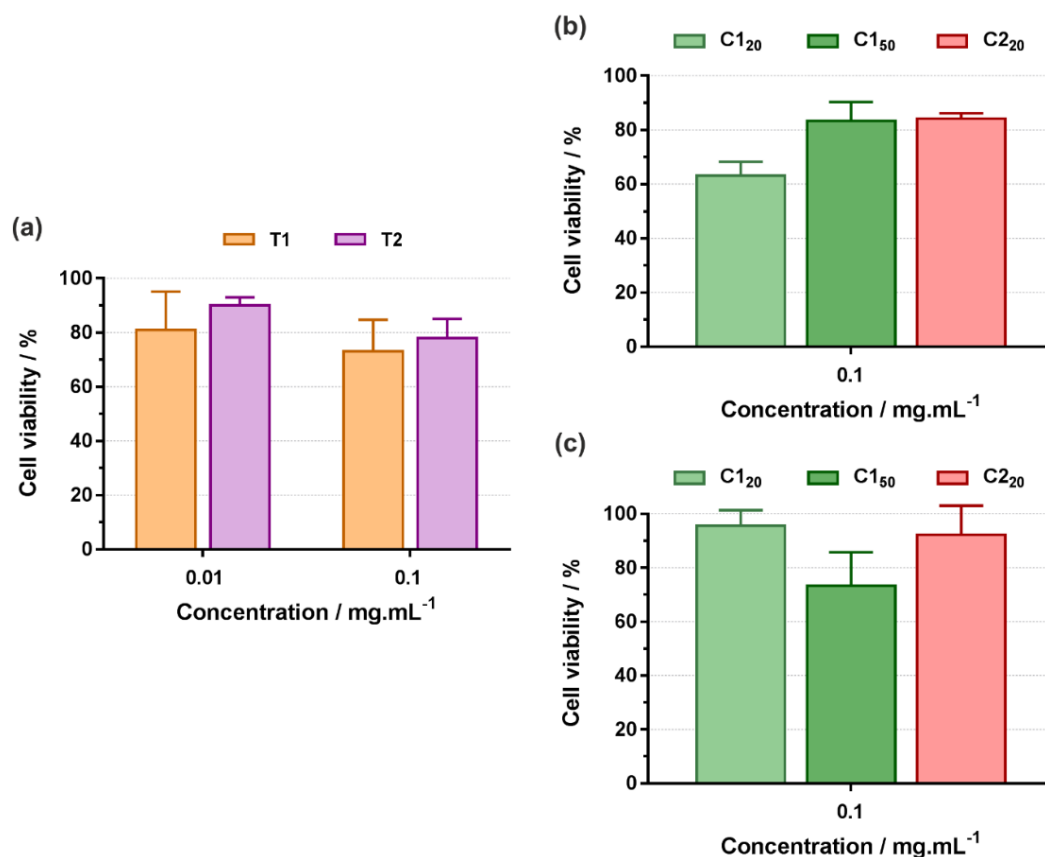 (a)
T1 T2
Cell viability / %
100
80
60
40
20
0
0.01 0.1
Concentration / mg.mL⁻¹
(b)
C1₂₀ C1₅₀ C2₂₀
Cell viability / %
100
80
60
40
20
0
0.1
Concentration / mg.mL⁻¹
(c)
C1₂₀ C1₅₀ C2₂₀
Cell viability / %
100
80
60
40
20
0
0.1
Concentration / mg.mL⁻¹